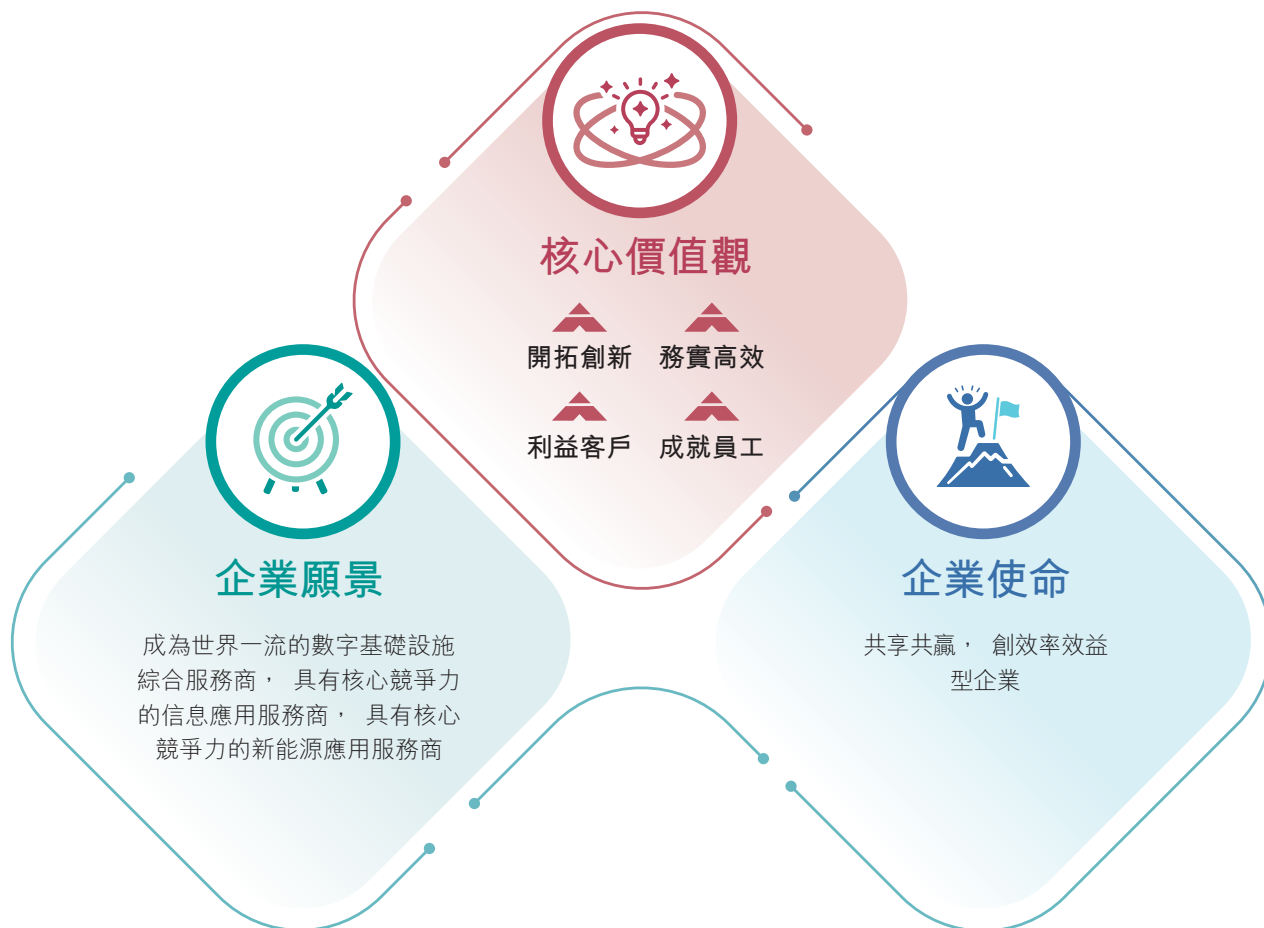 核心價值觀
開拓創新 務實高效
利益客戶 成就員工
企業願景
成為世界一流的數字基礎設施
綜合服務商， 具有核心競爭力
的信息應用服務商， 具有核心
競爭力的新能源應用服務商
企業使命
共享共贏， 創效率效益
型企業